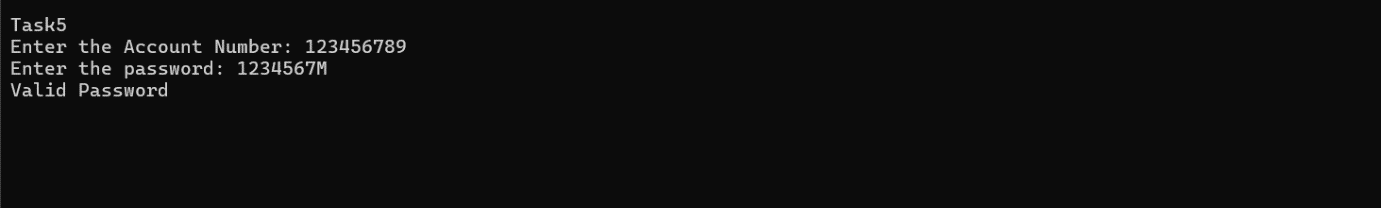 Task5
Enter the Account Number: 123456789
Enter the password: 1234567M
Valid Password